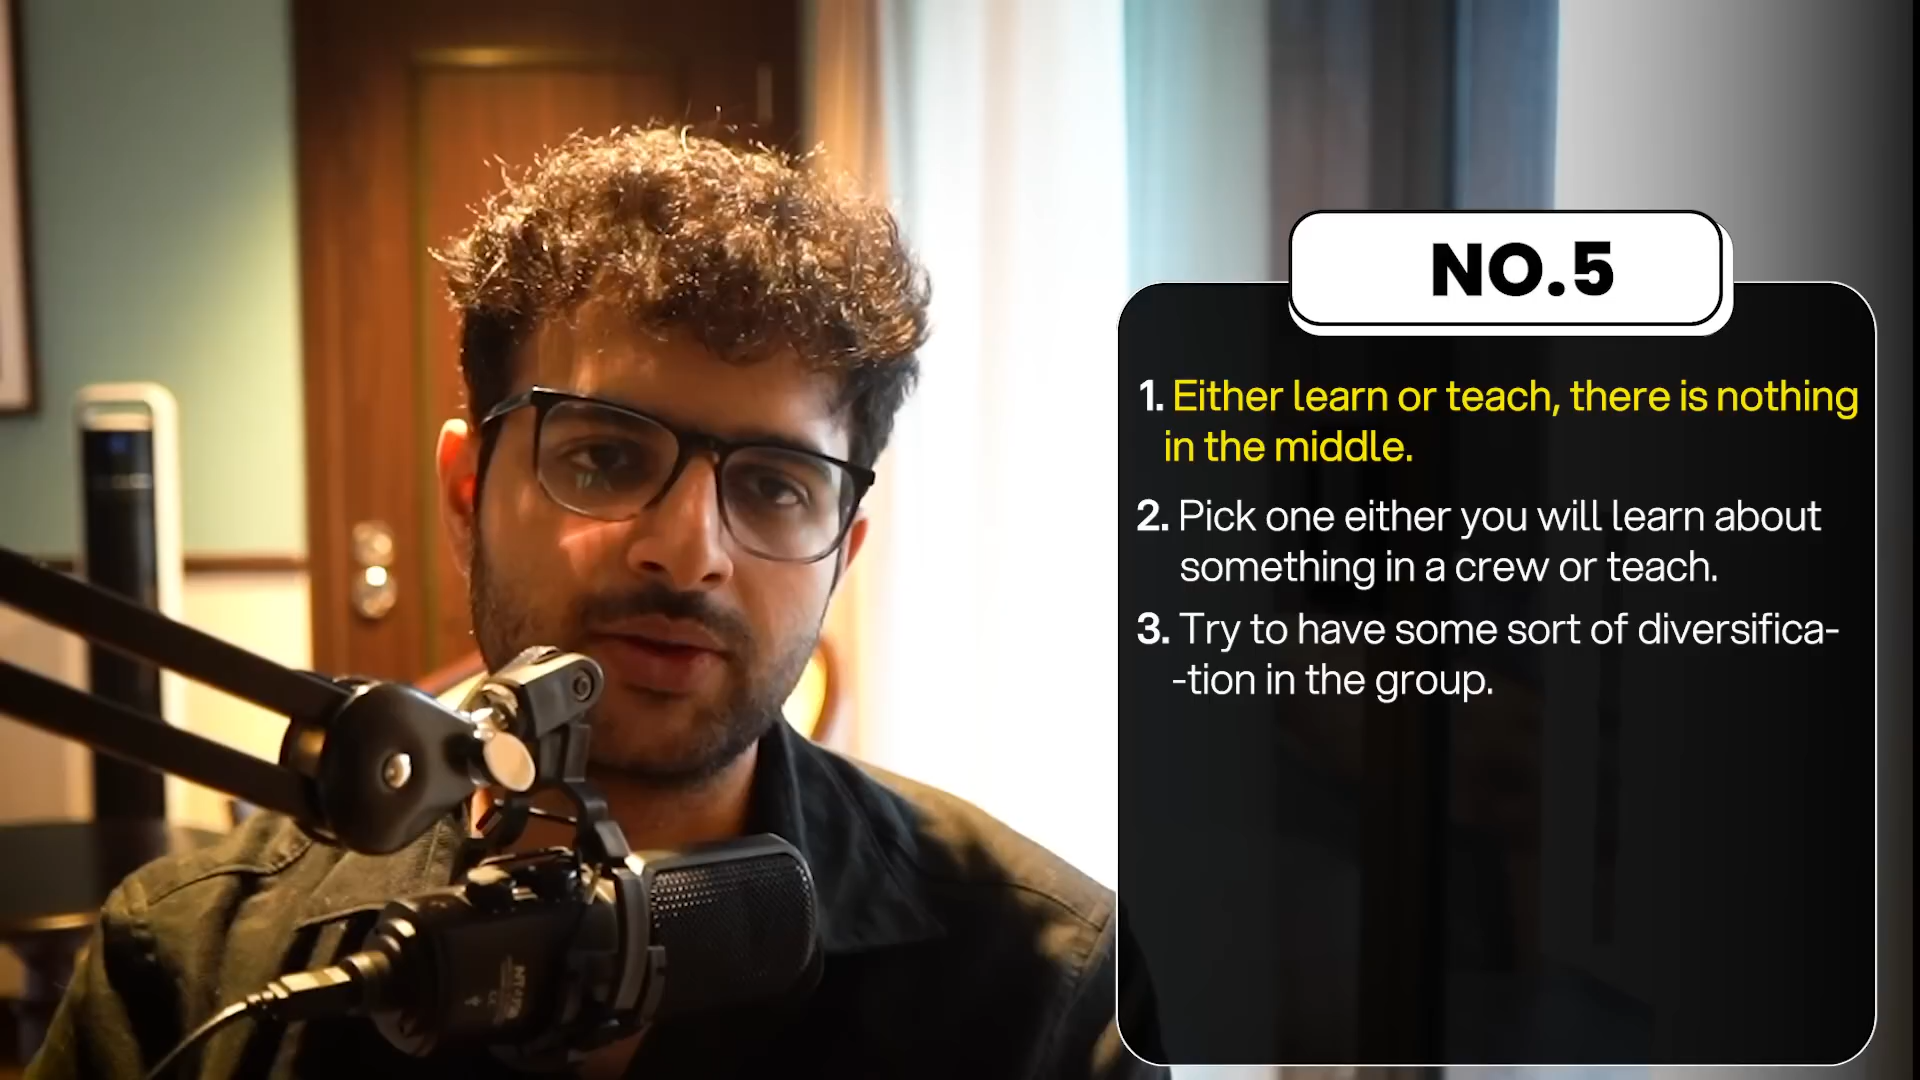 NO.5
1. Either learn or teach, there is nothing
in the middle.
2. Pick one either you will learn about
something in a crew or teach.
3. Try to have some sort of diversifica-
-tion in the group.